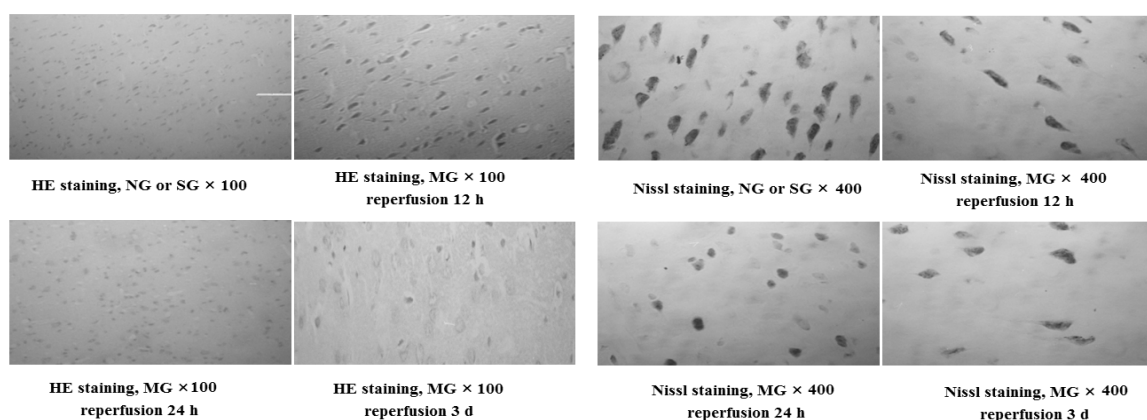 HE staining, NG or SG × 100
HE staining, MG × 100
reperfusion 12 h
Nissl staining, NG or SG × 400
Nissl staining, MG × 400
reperfusion 12 h
HE staining, MG ×100
reperfusion 24 h
HE staining, MG × 100
reperfusion 3 d
Nissl staining, MG × 400
reperfusion 24 h
Nissl staining, MG × 400
reperfusion 3 d